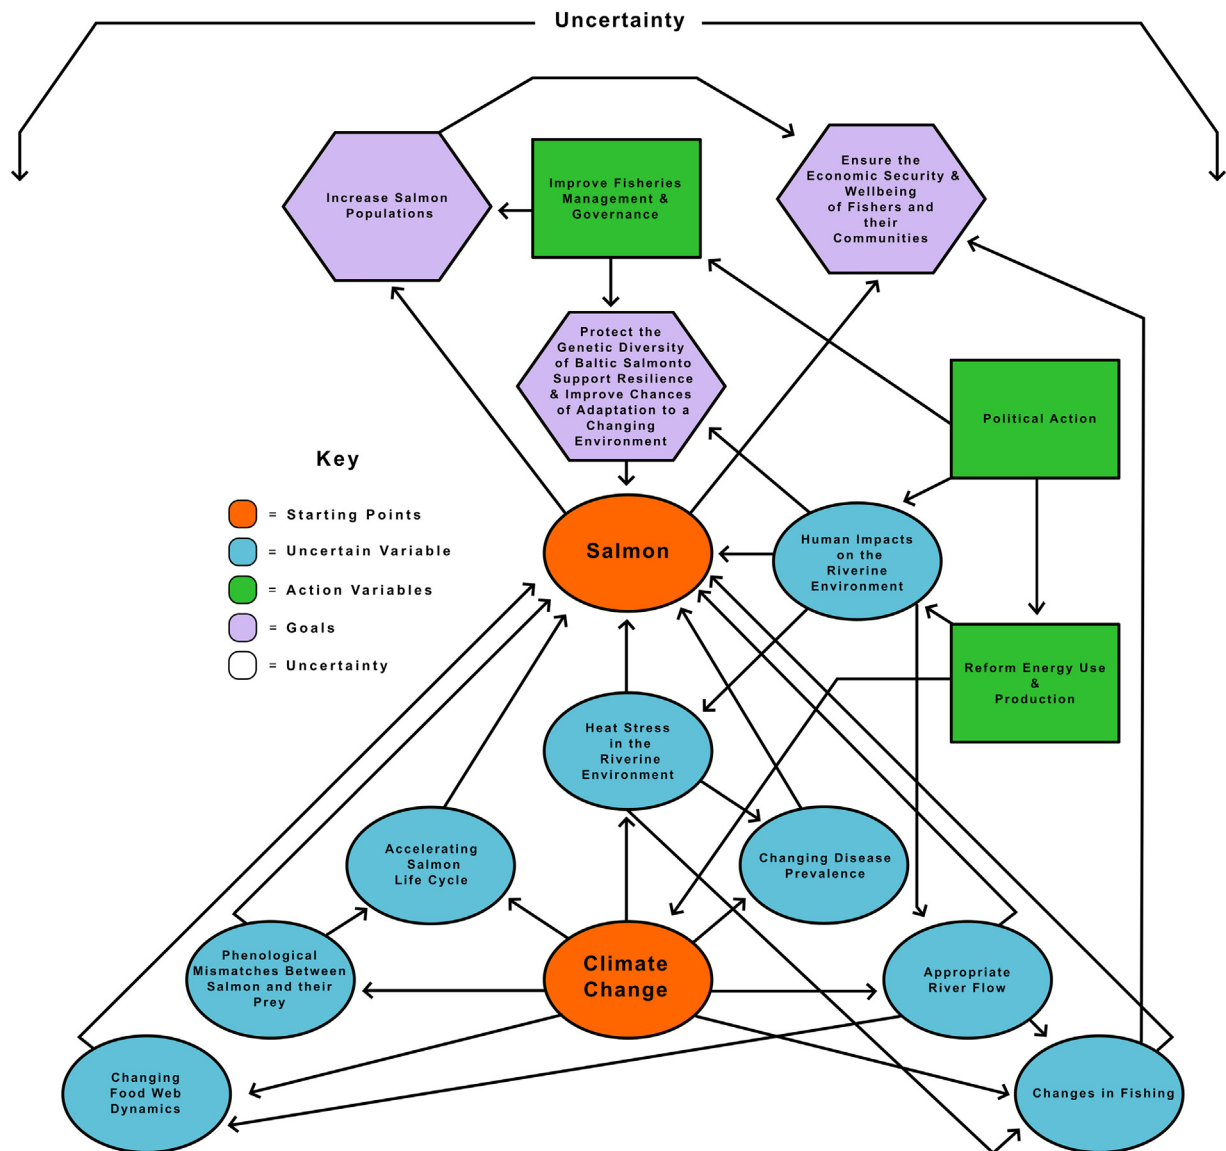 Uncertainty
Increase Salmon
Populations
Improve Fisheries
Management &
Governance
Ensure the
Economic Security &
Wellbeing
of Fishers and
their
Communities
Protect the
Genetic Diversity
of Baltic Salmonto
Support Resilience
& Improve Chances
of Adaptation to a
Changing
Environment
Political Action
Key
= Starting Points
= Uncertain Variable
= Action Variables
= Goals
= Uncertainty
Salmon
Human Impacts
on the
Riverine
Environment
Reform Energy Use
&
Production
Heat Stress
in the
Riverine
Environment
Accelerating
Salmon
Life Cycle
Changing Disease
Prevalence
Phenological
Mismatches Between
Salmon and their
Prey
Climate
Change
Appropriate
River Flow
Changing
Food Web
Dynamics
Changes in Fishing